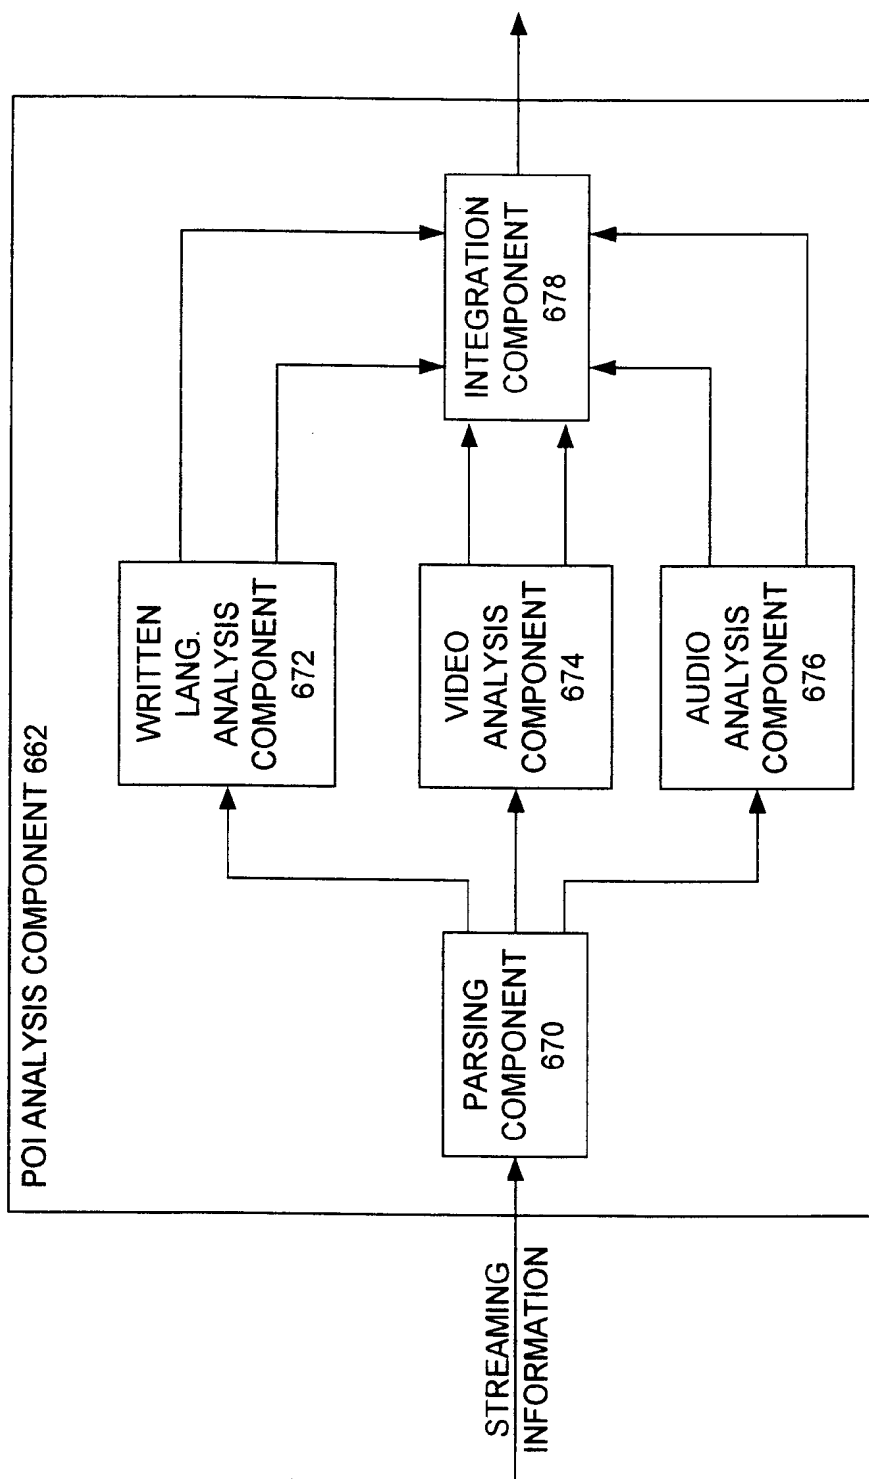 POI ANALYSIS COMPONENT 662
STREAMING
INFORMATION
PARSING
COMPONENT
670
WRITTEN
LANG.
ANALYSIS
COMPONENT
672
VIDEO
ANALYSIS
COMPONENT
674
AUDIO
ANALYSIS
COMPONENT
676
INTEGRATION
COMPONENT
678